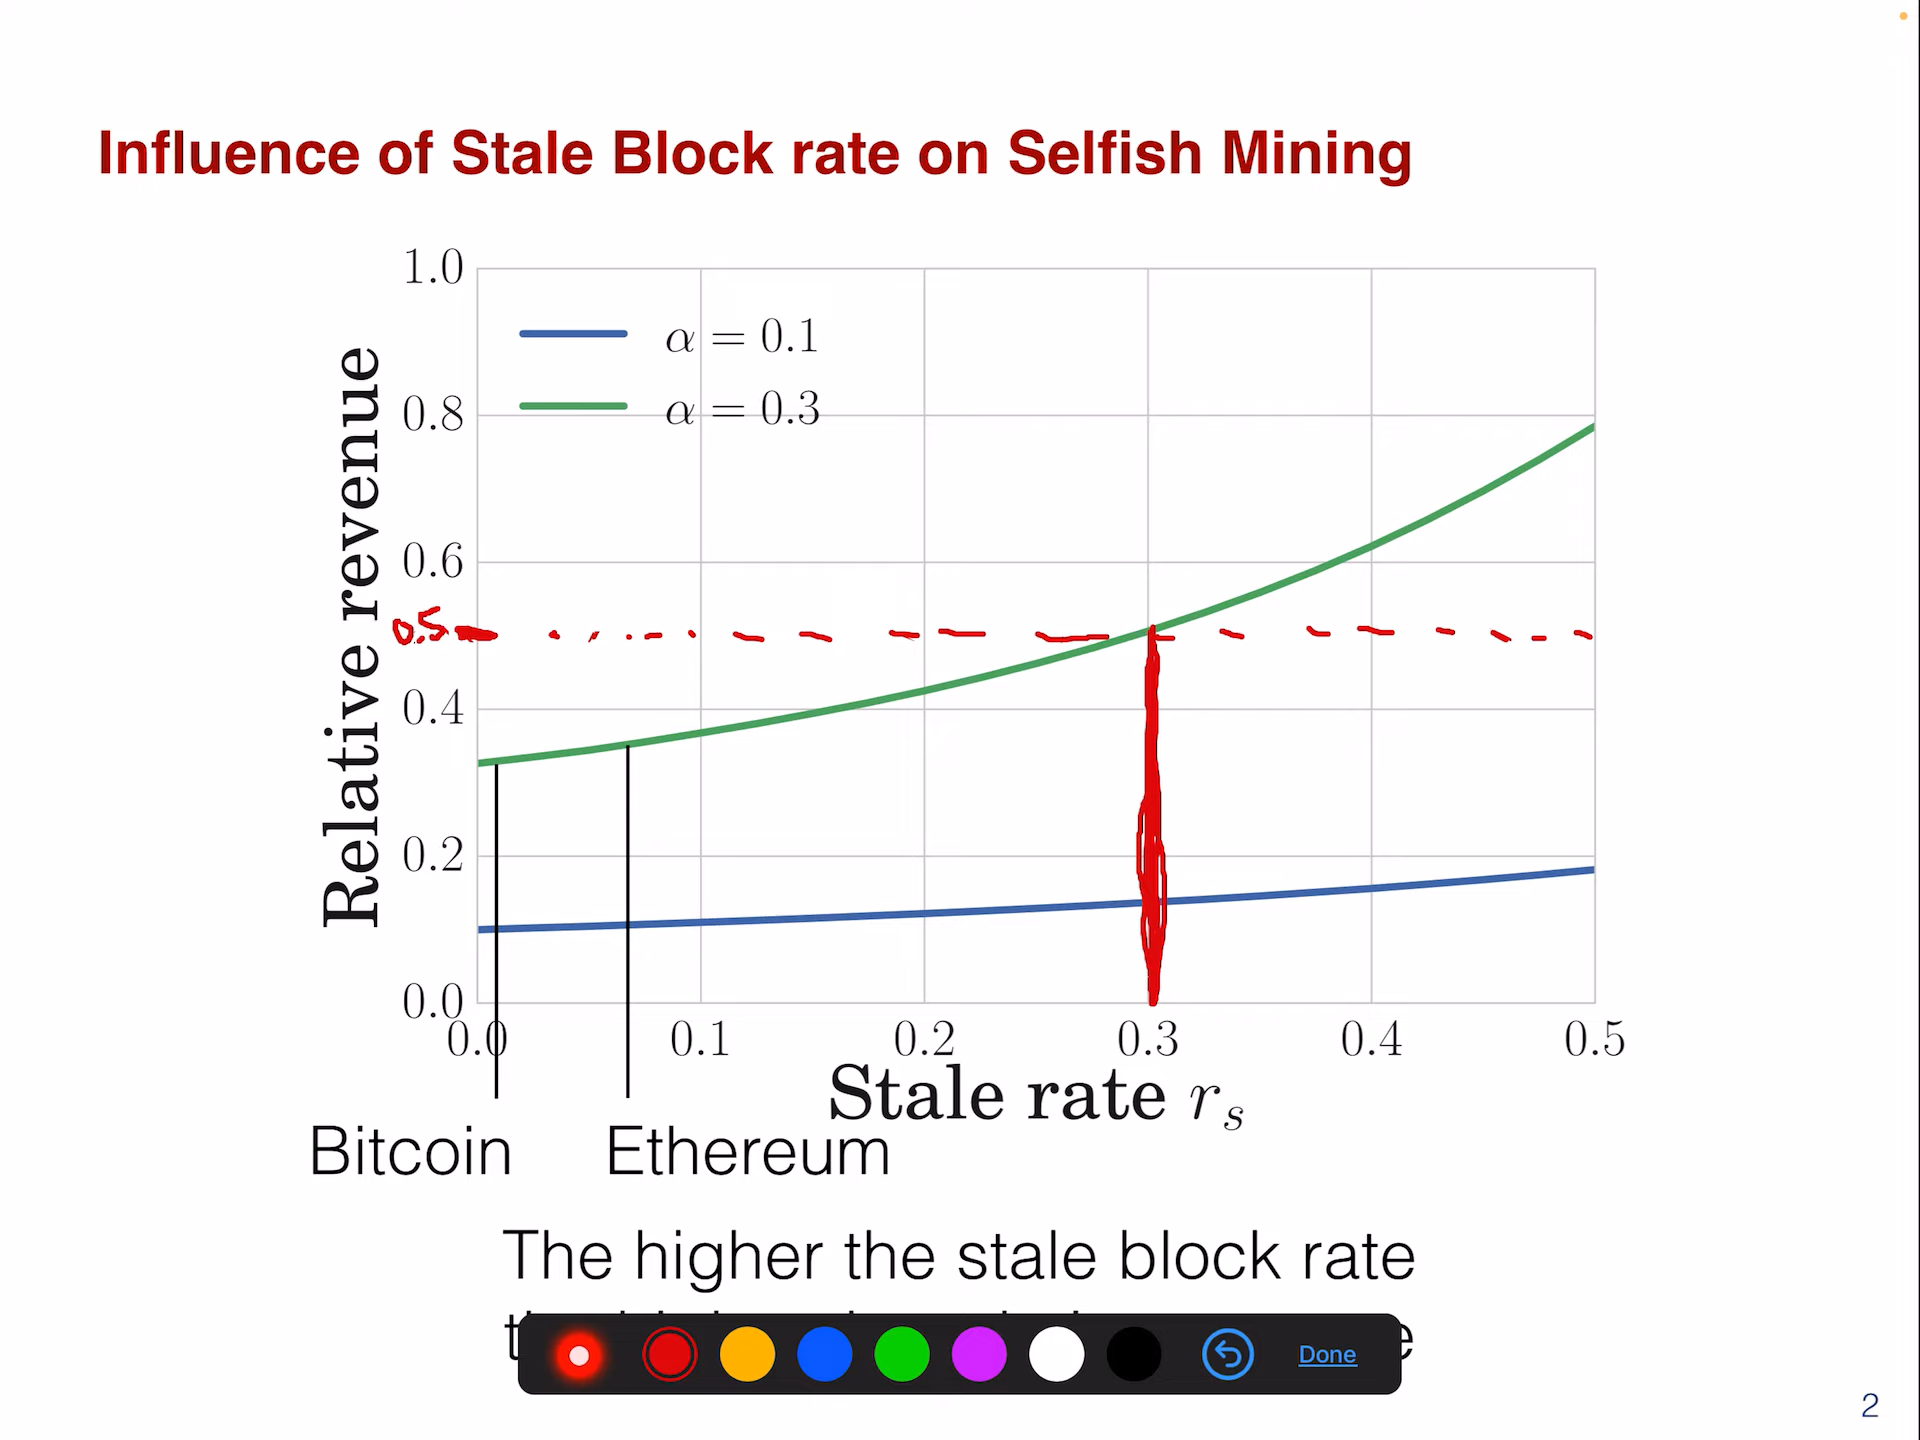 Influence of Stale Block rate on Selfish Mining
1.0
α = 0.1
α = 0.3
0.8
0.6
0.5
0.4
0.2
0.0
Relative revenue
0.0 0.1 0.2 0.3 0.4 0.5
Stale rate rₛ
Bitcoin Ethereum
The higher the stale block rate
Done
2